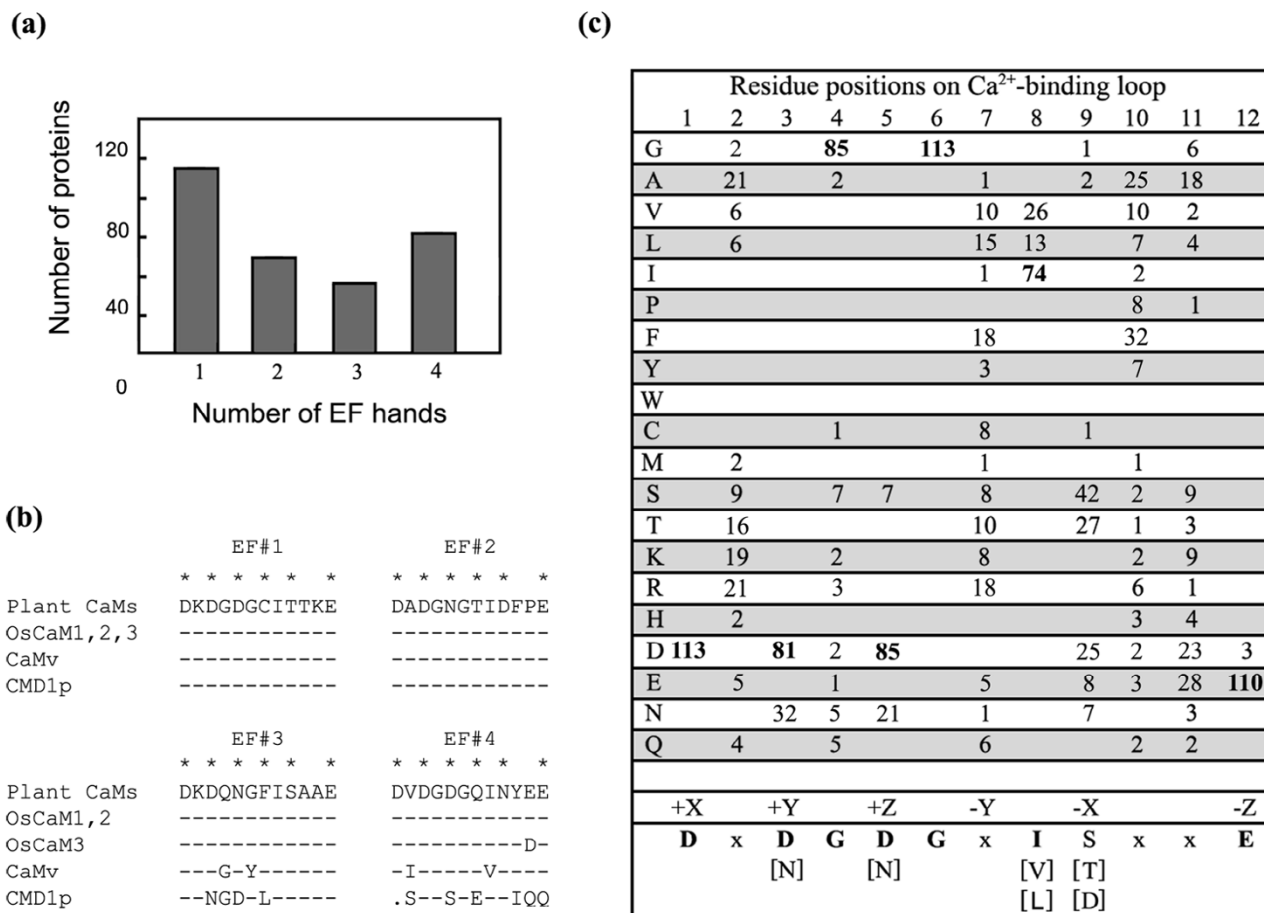 (a)
Number of proteins
120
80
40
0
1 2 3 4
Number of EF hands
(b)
EF#1 EF#2
* * * * * * * * * * * *
Plant CaMs DKDGDGCITTKE DADGNGTIDFPE
OsCaM1,2,3 ------------ ------------
CaMv ------------ ------------
CMD1p ------------ ------------
EF#3 EF#4
* * * * * * * * * * * *
Plant CaMs DKDQNGFISAAE DVDGDGQINYEE
OsCaM1,2 ------------ ------------
OsCaM3 ------------ ----------D-
CaMv ---G-Y------ -I-----V----
CMD1p --NGD-L----- .S--S-E--IQQ
(c)
Residue positions on Ca²⁺-binding loop
1 2 3 4 5 6 7 8 9 10 11 12
G 2 85 113 1 6
A 21 2 1 2 25 18
V 6 10 26 10 2
L 6 15 13 7 4
I 1 74 2
P 8 1
F 18 32
Y 3 7
W
C 1 8 1
M 2 1 1
S 9 7 7 8 42 2 9
T 16 10 27 1 3
K 19 2 8 2 9
R 21 3 18 6 1
H 2 3 4
D 113 81 2 85 25 2 23 3
E 5 1 5 8 3 28 110
N 32 5 21 1 7 3
Q 4 5 6 2 2
+X +Y +Z -Y -X -Z
D x D G D G x I S x x E
[N] [N] [V] [T]
[L] [D]